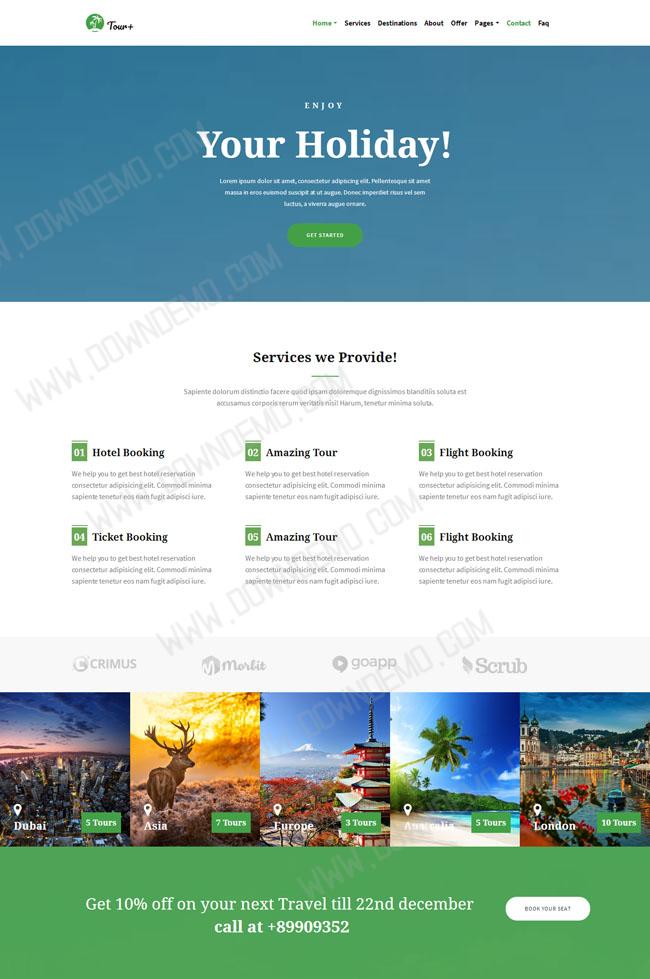 Tour+
Home Services Destinations About Offer Pages Contact Faq
ENJOY
Your Holiday!
Lorem ipsum dolor sit amet, consectetur adipiscing elit. Pellentesque sit amet
massa in eros euismod suscipit at ut augue. Donec imperdiet risus vel sem
luctus, a viverra augue ornare.
GET STARTED
WWW.DOWNDEMO.COM
WWW.DOWNDEMO.COM
WWW.DOWNDEMO.COM
WWW.DOWNDEMO.COM
WWW.DOWNDEMO.COM
Services we Provide!
Sapiente dolorum distinctio facere quod ipsam doloremque dignissimos blanditiis soluta est
accusamus corporis rerum veritatis nisi! Harum, tenetur minima soluta.
01 Hotel Booking
We help you to get best hotel reservation
consectetur adipisicing elit. Commodi minima
sapiente tenetur eos nam fugit adipisci iure.
02 Amazing Tour
We help you to get best hotel reservation
consectetur adipisicing elit. Commodi minima
sapiente tenetur eos nam fugit adipisci iure.
03 Flight Booking
We help you to get best hotel reservation
consectetur adipisicing elit. Commodi minima
sapiente tenetur eos nam fugit adipisci iure.
04 Ticket Booking
We help you to get best hotel reservation
consectetur adipisicing elit. Commodi minima
sapiente tenetur eos nam fugit adipisci iure.
05 Amazing Tour
We help you to get best hotel reservation
consectetur adipisicing elit. Commodi minima
sapiente tenetur eos nam fugit adipisci iure.
06 Flight Booking
We help you to get best hotel reservation
consectetur adipisicing elit. Commodi minima
sapiente tenetur eos nam fugit adipisci iure.
CRIMUS
Morbit
goapp
Scrub
Dubai
5 Tours
Asia
7 Tours
Europe
3 Tours
Australia
5 Tours
London
10 Tours
Get 10% off on your next Travel till 22nd december
call at +89909352
BOOK YOUR SEAT